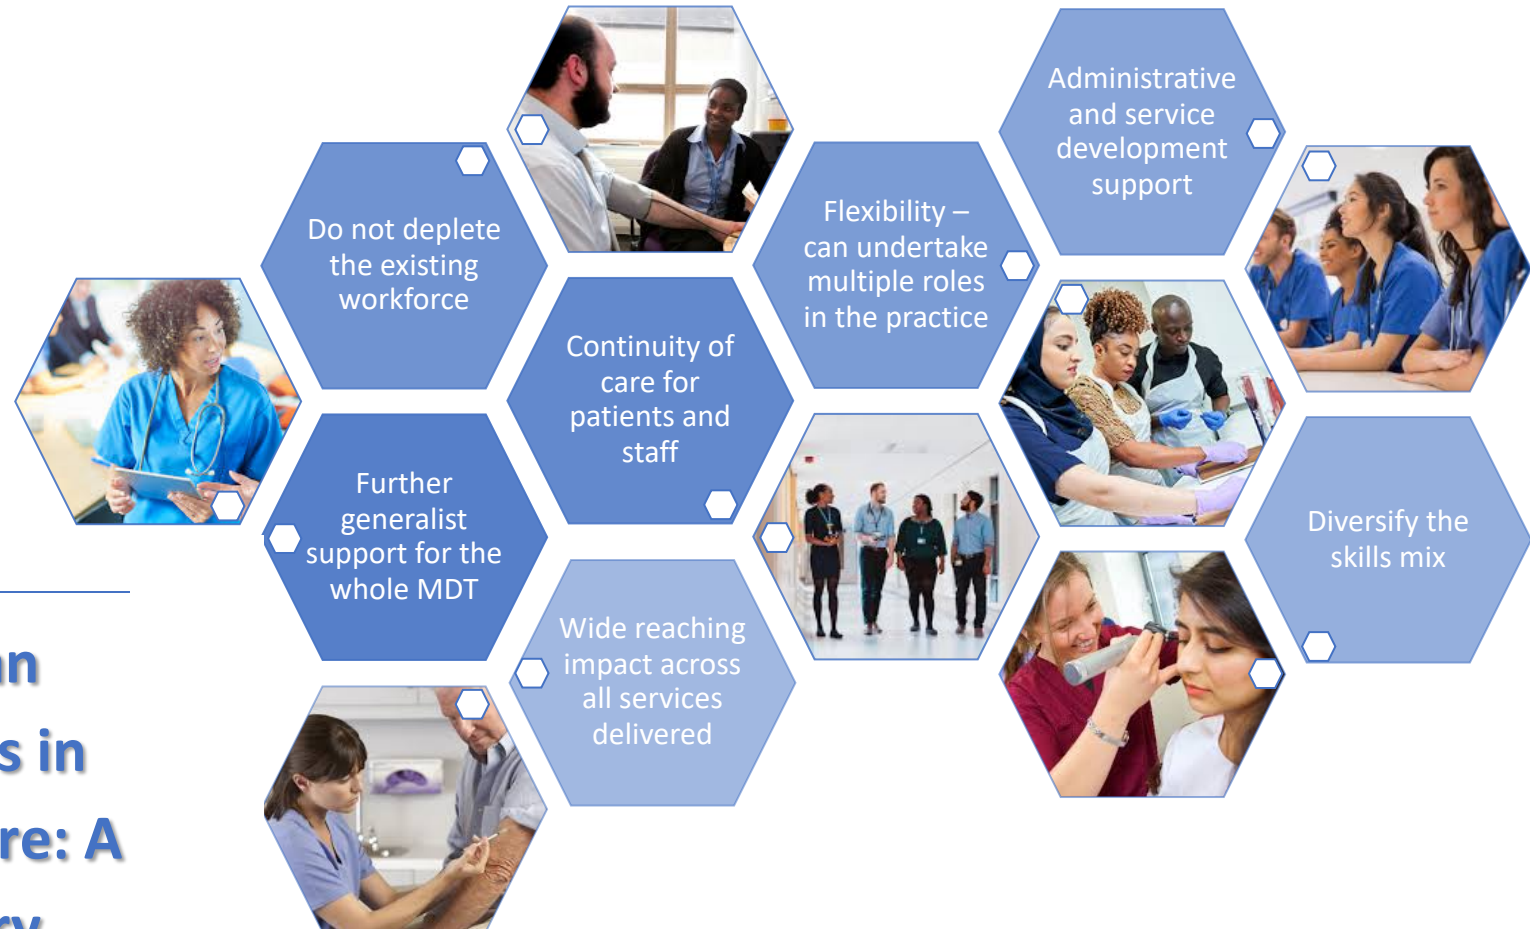 Do not deplete
the existing
workforce
Further
generalist
support for the
whole MDT
Continuity of
care for
patients and
staff
Wide reaching
impact across
all services
delivered
Flexibility –
can undertake
multiple roles
in the practice
Administrative
and service
development
support
Diversify the
skills mix
in
re: A